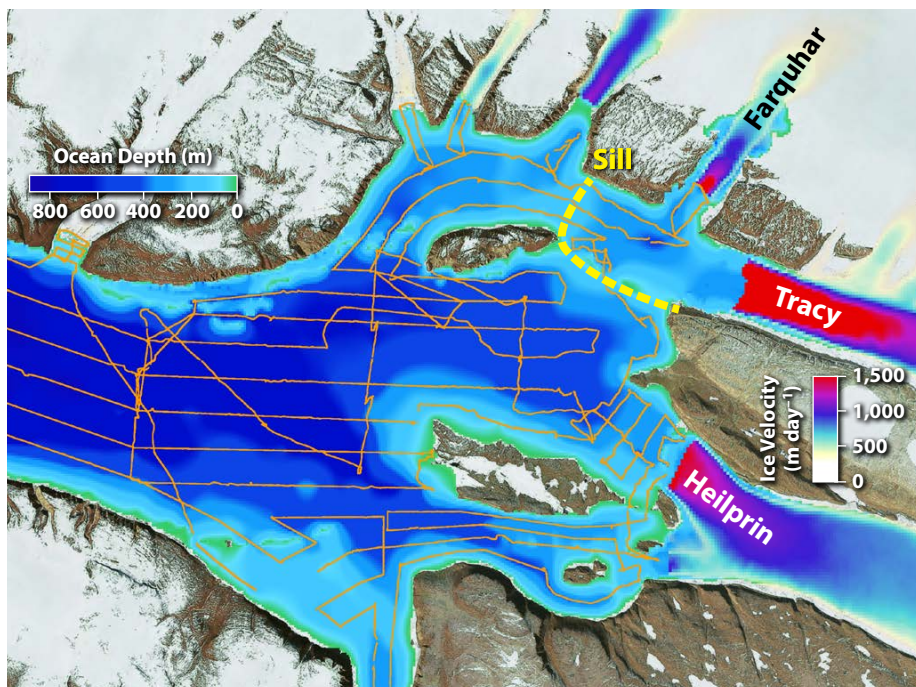 Farquhar
Sill
Ocean Depth (m)
800 600 400 200 0
Tracy
Ice Velocity
(m day⁻¹)
1,500
1,000
500
0
Heilprin